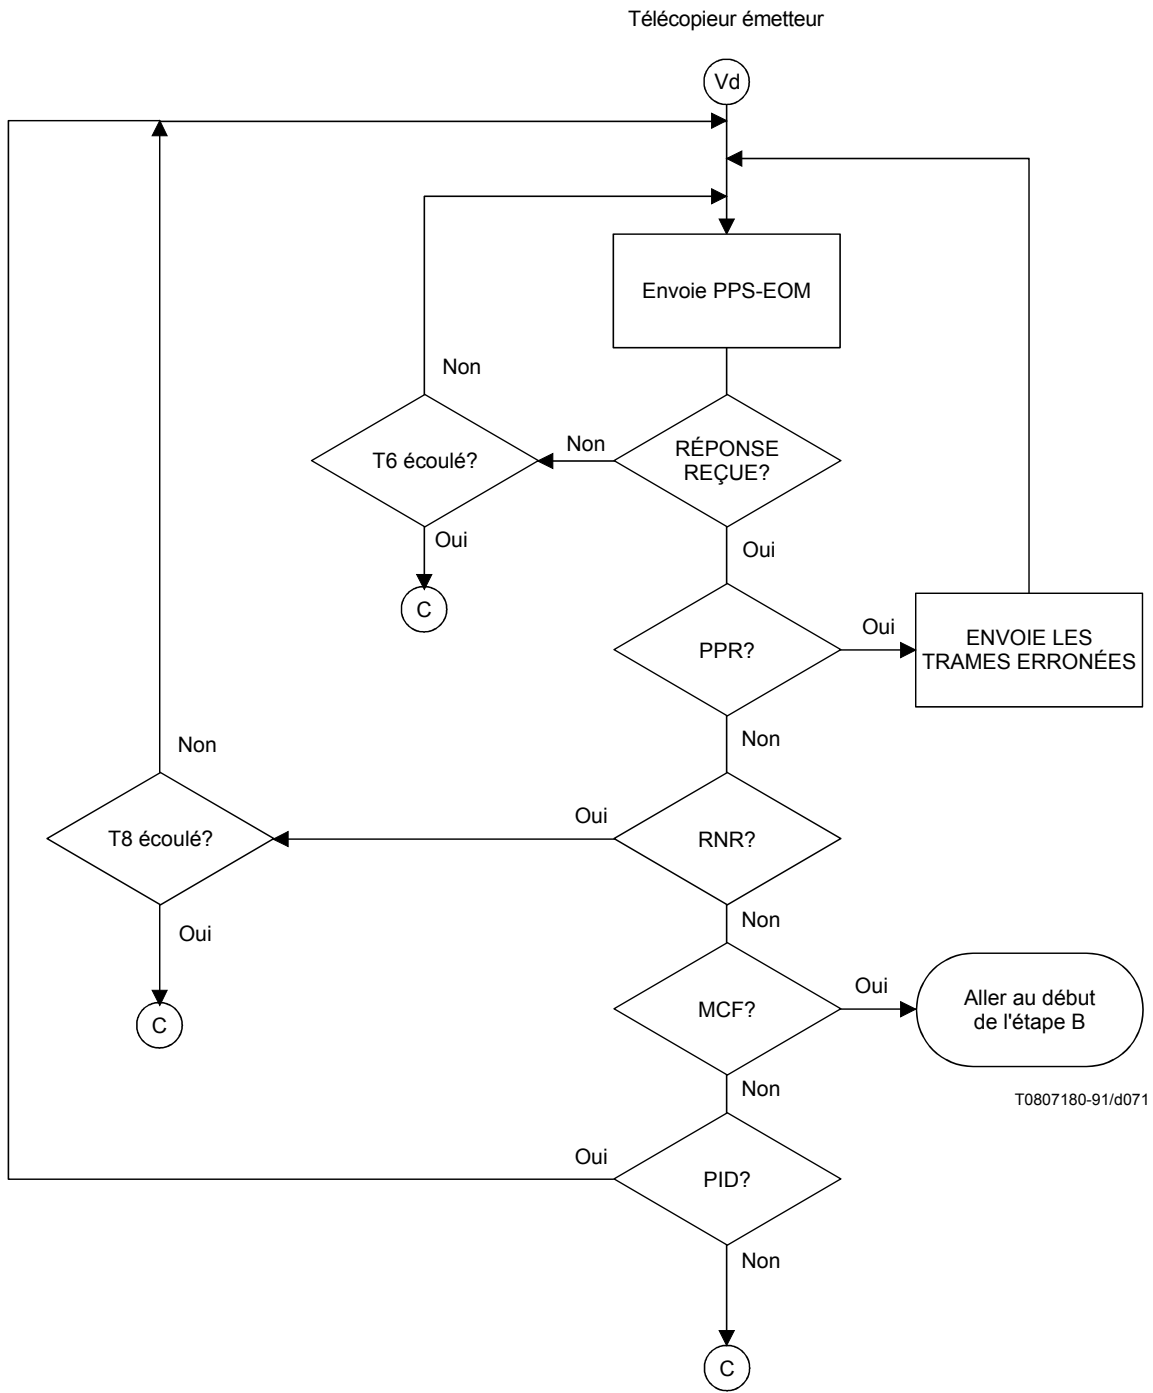 Télécopieur émetteur
Vd
Envoie PPS-EOM
Non
T6 écoulé?
Non
RÉPONSE
REÇUE?
Oui
C
Oui
PPR?
Oui
ENVOIE LES
TRAMES ERRONÉES
Non
Non
T8 écoulé?
Oui
RNR?
Oui
C
Non
MCF?
Oui
Aller au début
de l'étape B
Non
T0807180-91/d071
Oui
PID?
Non
C